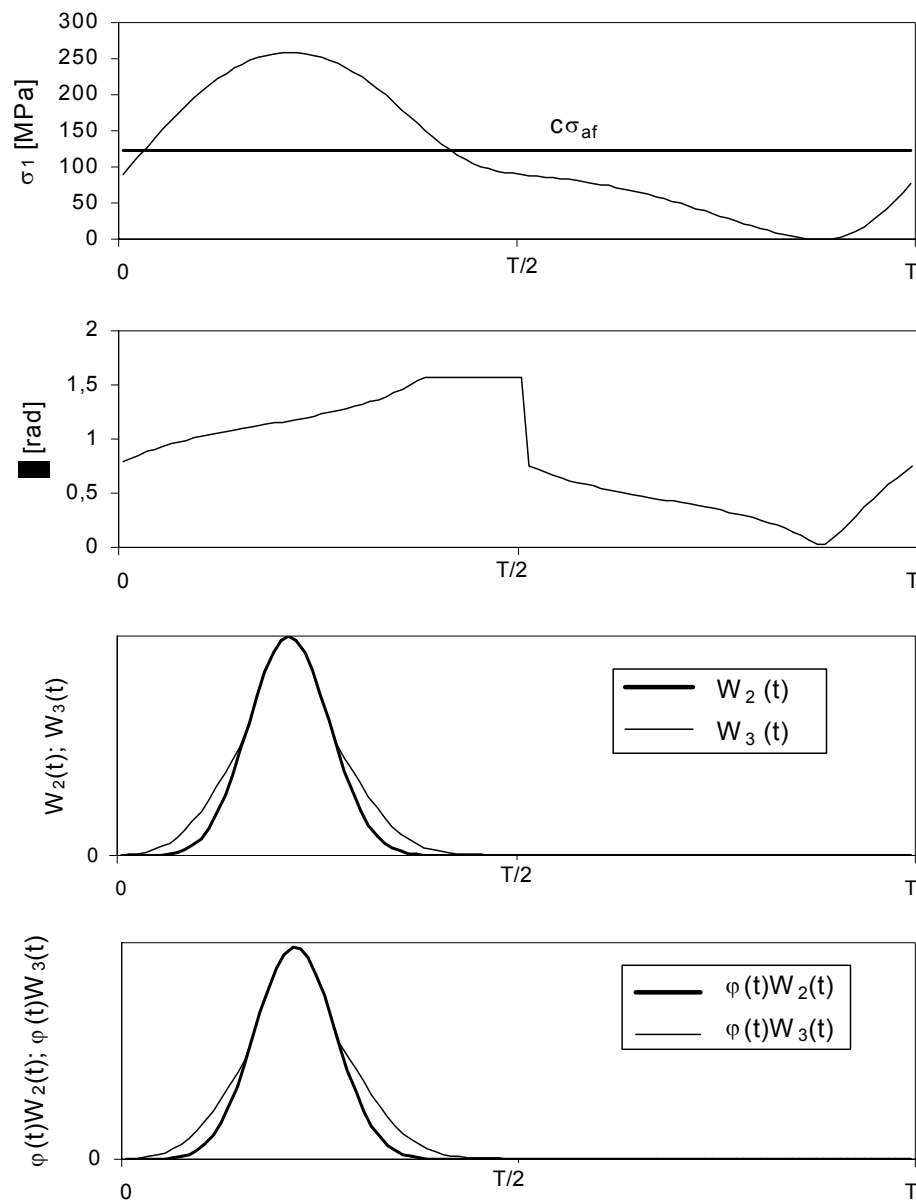 300
250
200
150
100
50
0
σ1 [MPa]
cσaf
0
T/2
T
2
1,5
1
0,5
0
[rad]
0
T/2
T
W2(t); W3(t)
W2 (t)
W3 (t)
0
0
T/2
T
φ(t)W2(t); φ(t)W3(t)
φ(t)W2(t)
φ(t)W3(t)
0
0
T/2
T